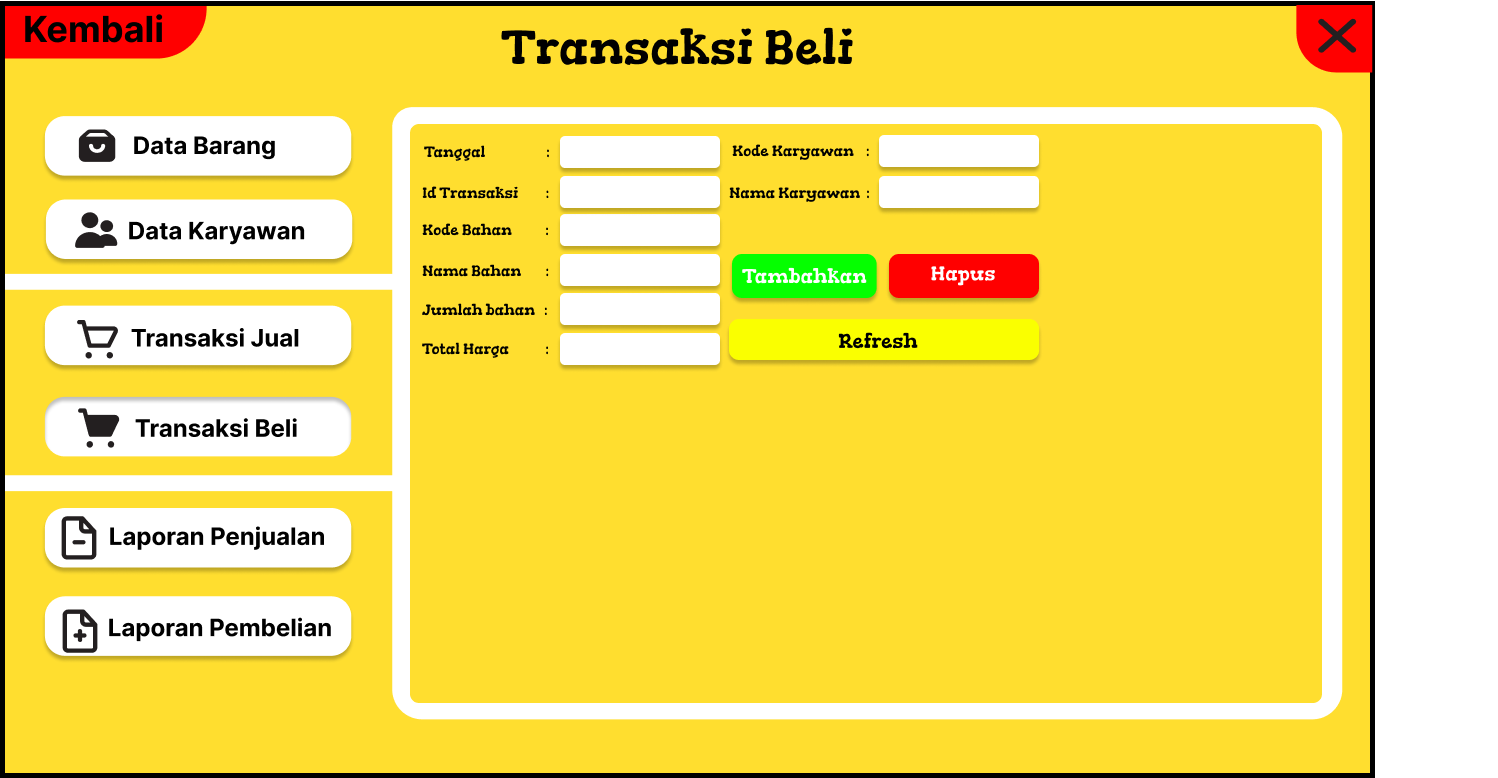 Kembali
Transaksi Beli
Data Barang
Data Karyawan
Transaksi Jual
Transaksi Beli
Laporan Penjualan
Laporan Pembelian
Tanggal :
Id Transaksi :
Kode Bahan :
Nama Bahan :
Jumlah bahan :
Total Harga :
Kode Karyawan :
Nama Karyawan :
Tambahkan
Hapus
Refresh